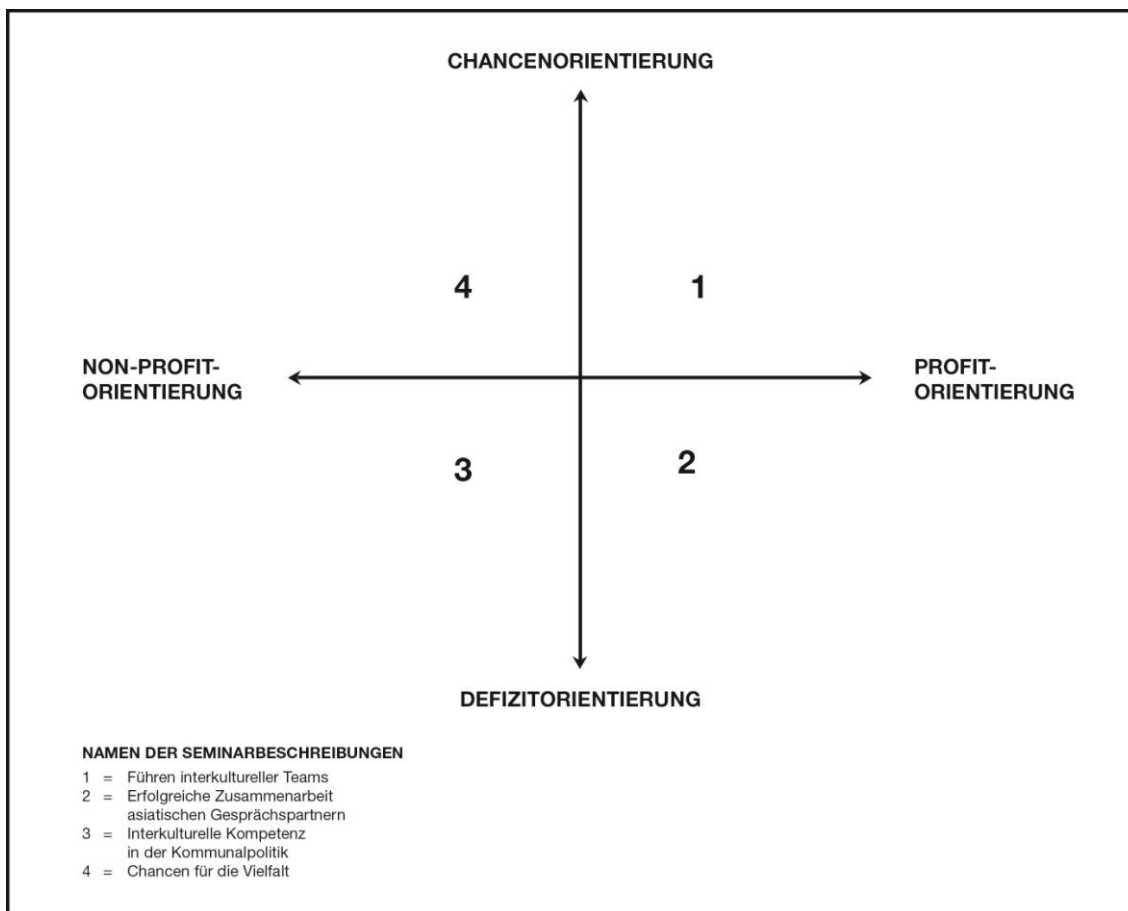 CHANCENORIENTIERUNG
4
1
NON-PROFIT-
ORIENTIERUNG
PROFIT-
ORIENTIERUNG
3
2
DEFIZITORIENTIERUNG
NAMEN DER SEMINARBESCHREIBUNGEN
1 = Führen interkultureller Teams
2 = Erfolgreiche Zusammenarbeit
asiatischen Gesprächspartnern
3 = Interkulturelle Kompetenz
in der Kommunalpolitik
4 = Chancen für die Vielfalt